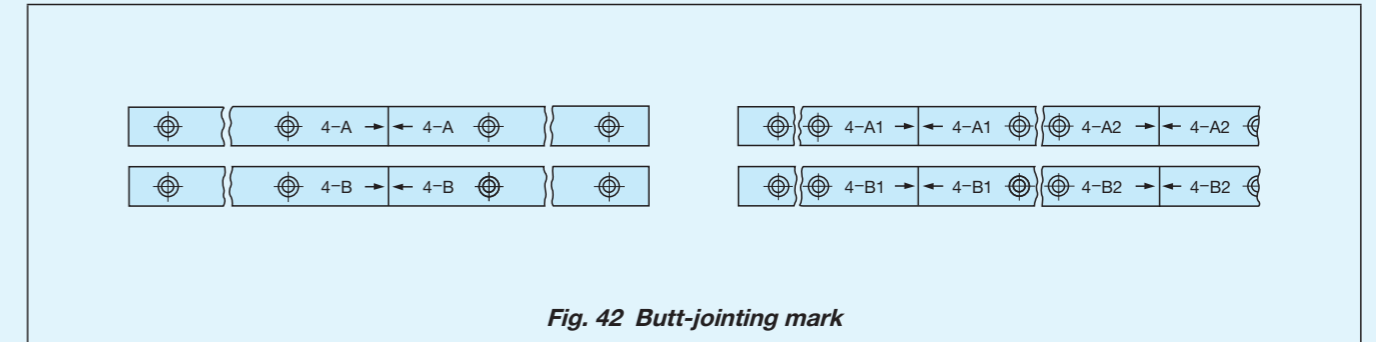 4−A → ← 4−A 4−A1 → ← 4−A1 4−A2 → ← 4−A2
4−B → ← 4−B 4−B1 → ← 4−B1 4−B2 → ← 4−B2
Fig. 42 Butt-jointing mark